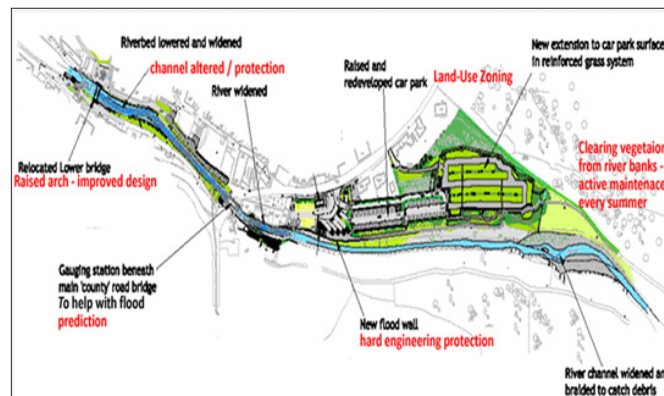 Riverbed lowered and widened
channel altered / protection
River widened
Relocated Lower bridge
Raised arch - improved design
Gauging station beneath
main 'county' road bridge
To help with flood
prediction
Raised and
redeveloped car park
Land-Use Zoning
New extension to car park surface
in reinforced grass system
Clearing vegetaion
from river banks -
active maintenace
every summer
New flood wall
hard engineering protection
River channel widened an
braided to catch debris